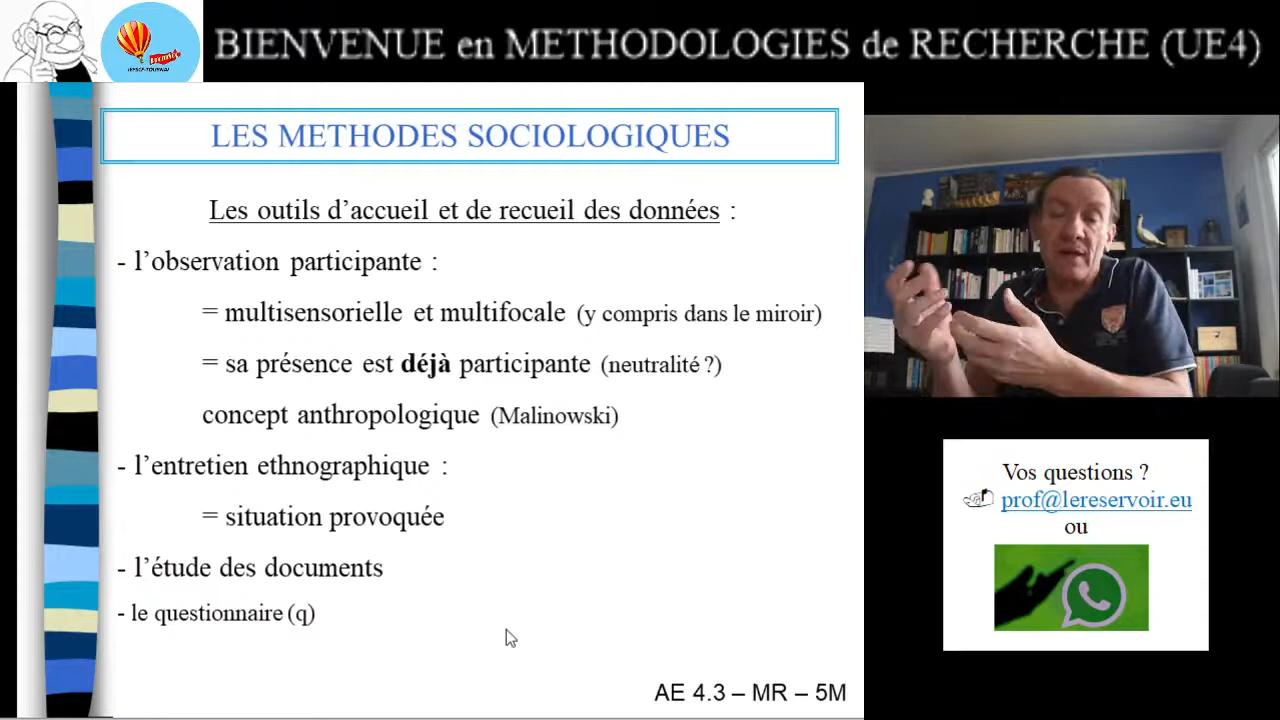 BIENVENUE en METHODOLOGIES de RECHERCHE (UE4)
LES METHODES SOCIOLOGIQUES
Les outils d’accueil et de recueil des données :
- l’observation participante :
= multisensorielle et multifocale (y compris dans le miroir)
= sa présence est déjà participante (neutralité ?)
concept anthropologique (Malinowski)
- l’entretien ethnographique :
= situation provoquée
- l’étude des documents
- le questionnaire (q)
AE 4.3 – MR – 5M
Vos questions ?
prof@lereservoir.eu
ou